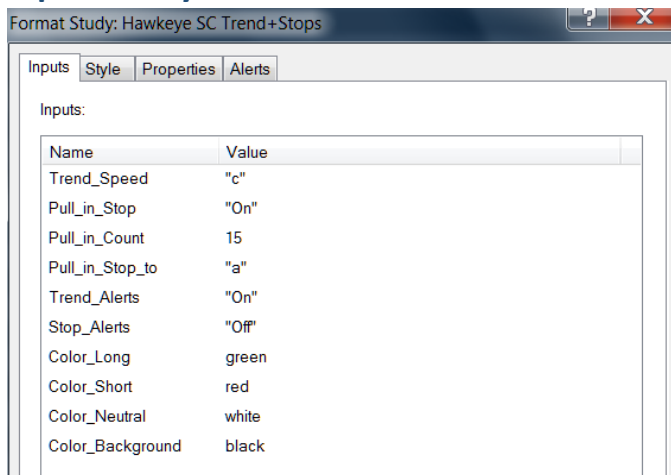 Format Study: Hawkeye SC Trend+Stops
? X
Inputs Style Properties Alerts
Inputs:
Name Value
Trend_Speed "c"
Pull_in_Stop "On"
Pull_in_Count 15
Pull_in_Stop_to "a"
Trend_Alerts "On"
Stop_Alerts "Off"
Color_Long green
Color_Short red
Color_Neutral white
Color_Background black